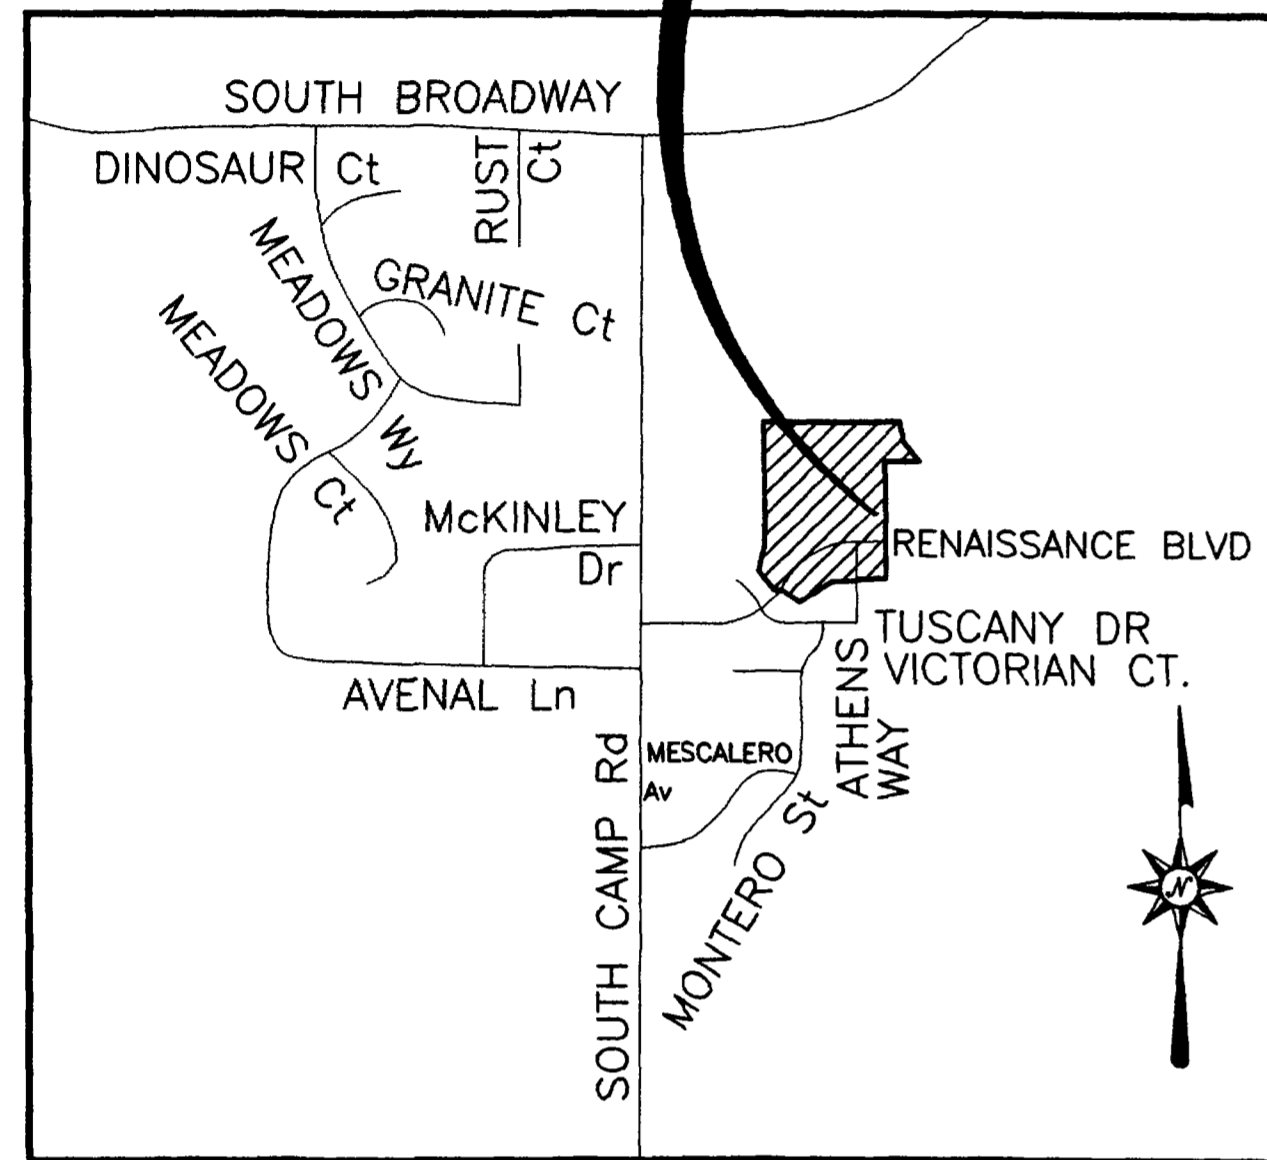 SOUTH BROADWAY
DINOSAUR Ct
RUST Ct
MEADOWS Wy
GRANITE Ct
MEADOWS Ct
McKINLEY
Dr
RENAISSANCE BLVD
TUSCANY DR
VICTORIAN CT.
ATHENS
WAY
AVENAL Ln
SOUTH CAMP Rd
MESCALERO
Av
MONTERO St
N